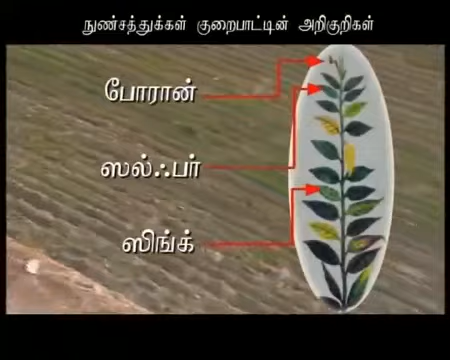 நுண்சத்துக்கள் குறைபாட்டின் அறிகுறிகள்
போரான்
ஸல்ஃபர்
ஸிங்க்